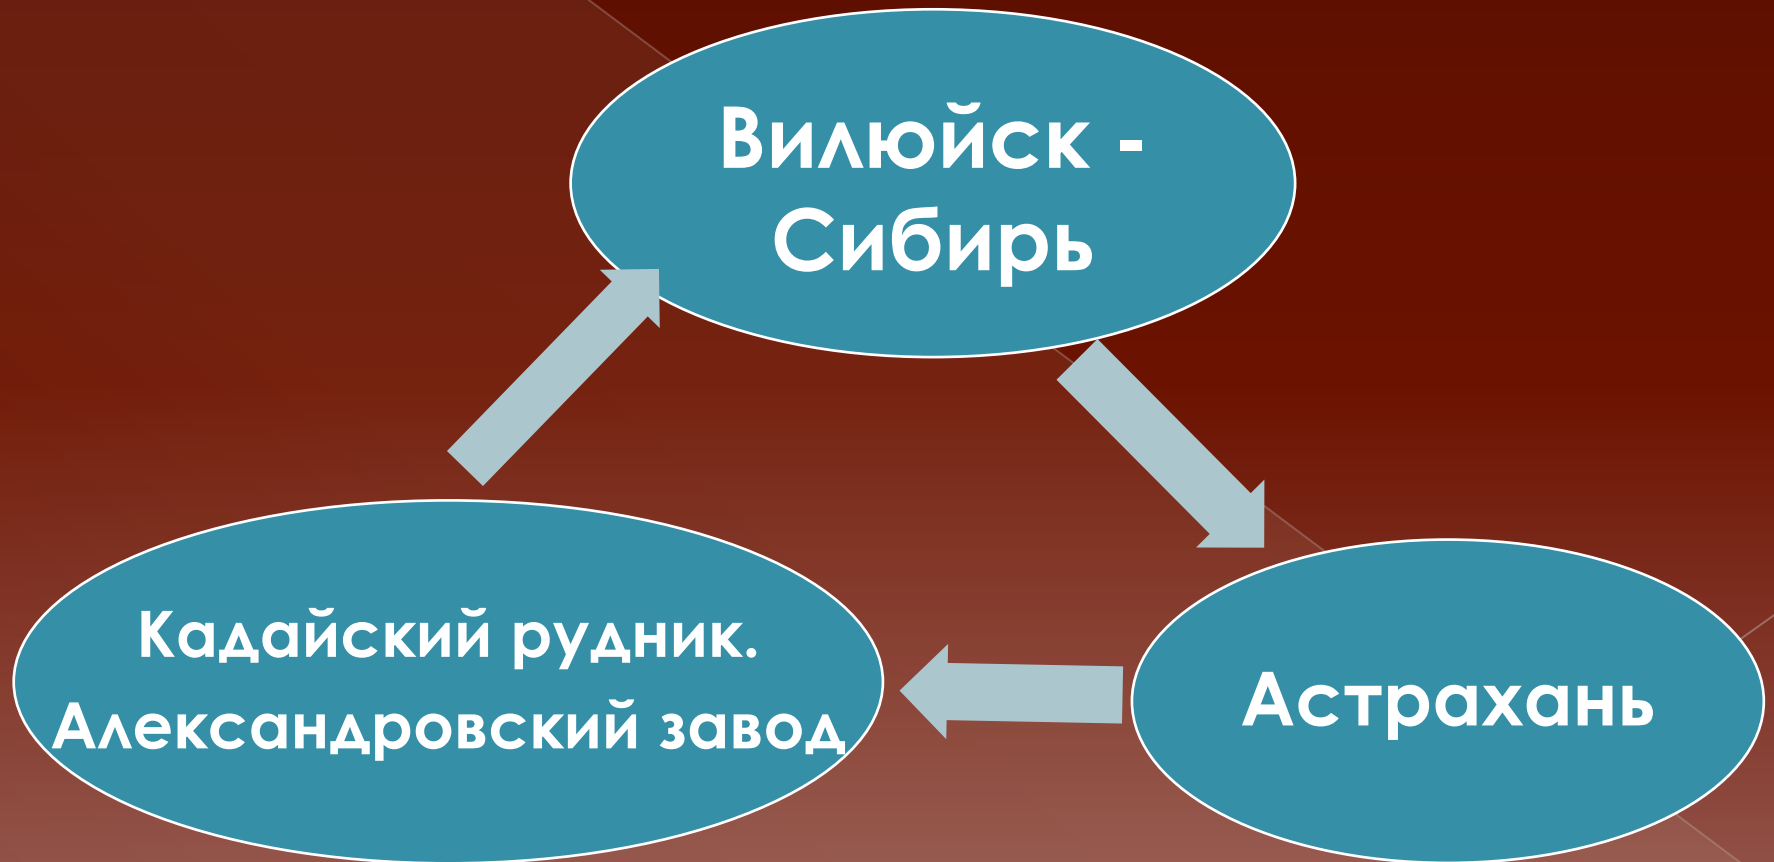 Вилюйск -
Сибирь
Кадайский рудник.
Александровский завод
Астрахань